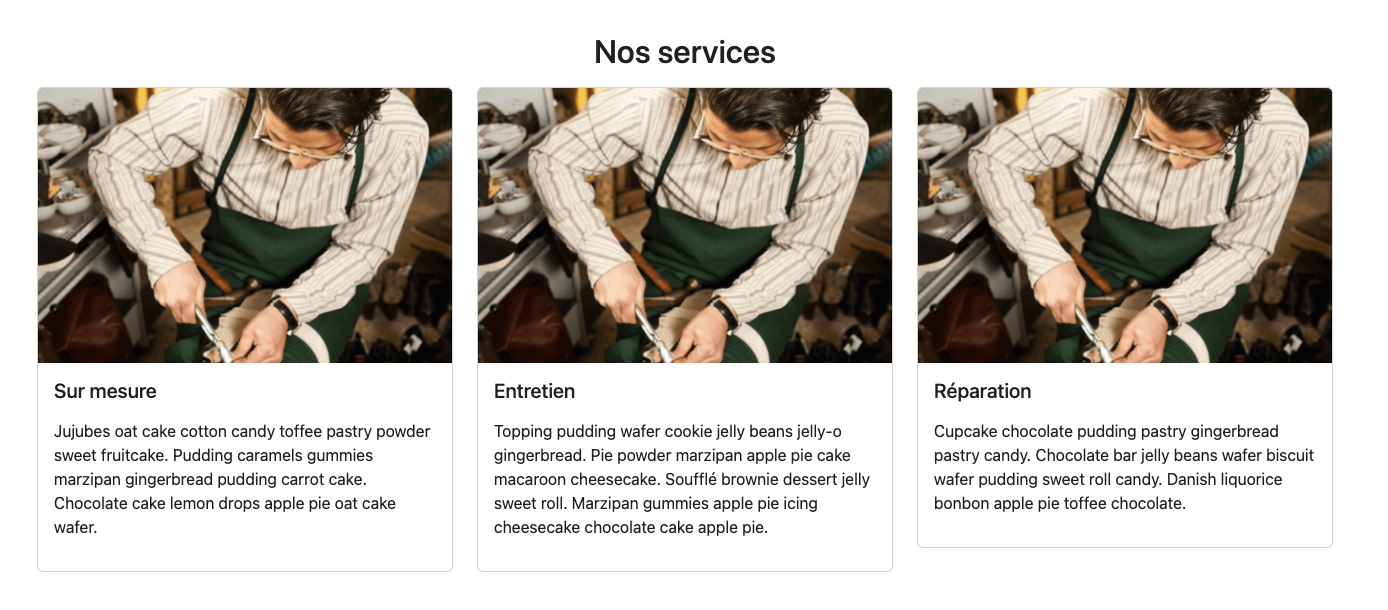 Nos services
Sur mesure
Jujubes oat cake cotton candy toffee pastry powder
sweet fruitcake. Pudding caramels gummies
marzipan gingerbread pudding carrot cake.
Chocolate cake lemon drops apple pie oat cake
wafer.
Entretien
Topping pudding wafer cookie jelly beans jelly-o
gingerbread. Pie powder marzipan apple pie cake
macaroon cheesecake. Soufflé brownie dessert jelly
sweet roll. Marzipan gummies apple pie icing
cheesecake chocolate cake apple pie.
Réparation
Cupcake chocolate pudding pastry gingerbread
pastry candy. Chocolate bar jelly beans wafer biscuit
wafer pudding sweet roll candy. Danish liquorice
bonbon apple pie toffee chocolate.